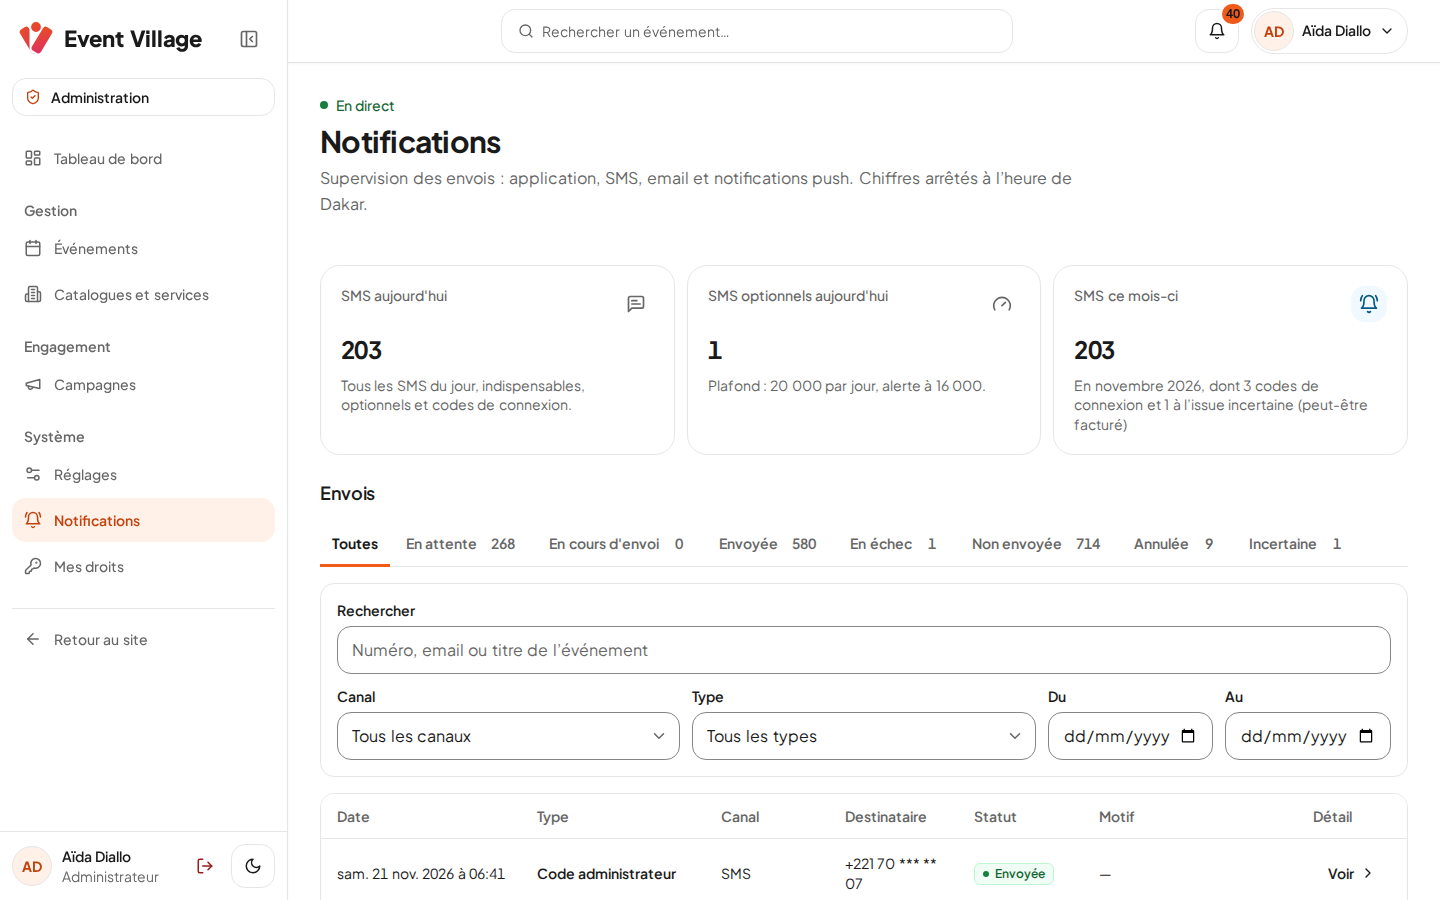 Event Village
Administration
Tableau de bord
Gestion
Événements
Catalogues et services
Engagement
Campagnes
Système
Réglages
Notifications
Mes droits
Retour au site
AD
Aïda Diallo
Administrateur
Rechercher un événement…
40
AD
Aïda Diallo
En direct
Notifications
Supervision des envois : application, SMS, email et notifications push. Chiffres arrêtés à l’heure de
Dakar.
SMS aujourd'hui
203
Tous les SMS du jour, indispensables,
optionnels et codes de connexion.
SMS optionnels aujourd'hui
1
Plafond : 20 000 par jour, alerte à 16 000.
SMS ce mois-ci
203
En novembre 2026, dont 3 codes de
connexion et 1 à l’issue incertaine (peut-être
facturé)
Envois
Toutes En attente 268 En cours d'envoi 0 Envoyée 580 En échec 1 Non envoyée 714 Annulée 9 Incertaine 1
Rechercher
Numéro, email ou titre de l’événement
Canal Type Du Au
Tous les canaux Tous les types dd/mm/yyyy dd/mm/yyyy
Date Type Canal Destinataire Statut Motif Détail
sam. 21 nov. 2026 à 06:41 Code administrateur SMS +221 70 *** ** 07 Envoyée — Voir